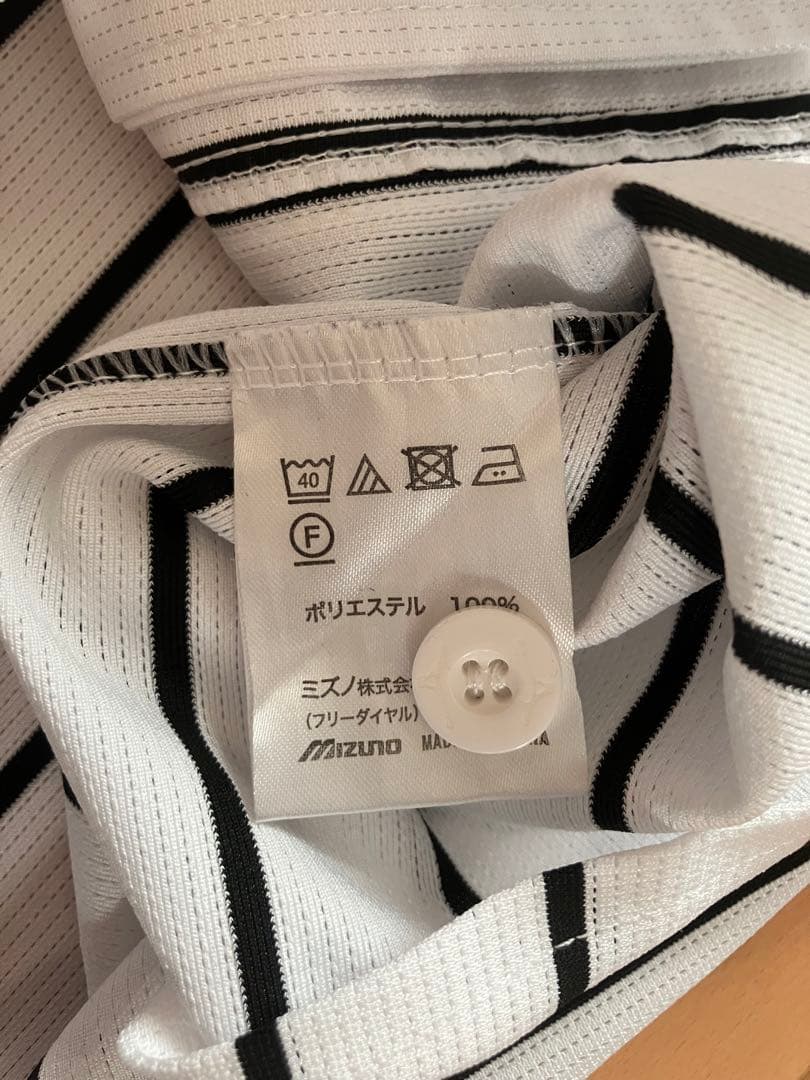 40
F
ポリエステル 100%
ミズノ株式会
(フリーダイヤル)
MIZUNO